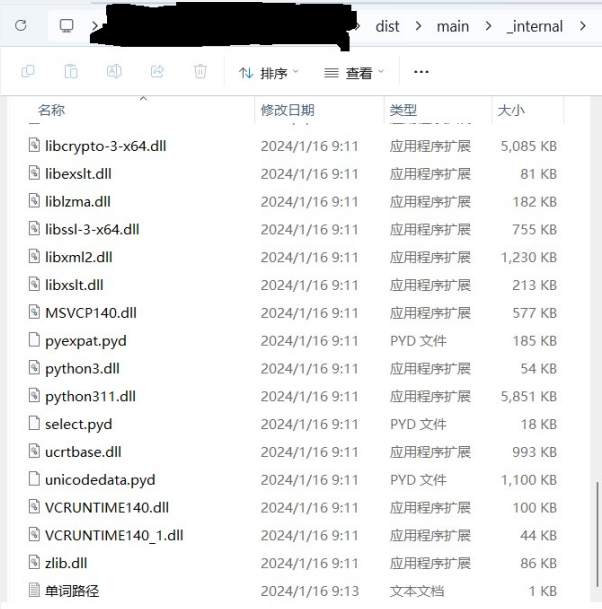 dist > main > _internal >
排序 查看 ...
名称 修改日期 类型 大小
libcrypto-3-x64.dll 2024/1/16 9:11 应用程序扩展 5,085 KB
libexslt.dll 2024/1/16 9:11 应用程序扩展 81 KB
liblzma.dll 2024/1/16 9:11 应用程序扩展 182 KB
libssl-3-x64.dll 2024/1/16 9:11 应用程序扩展 755 KB
libxml2.dll 2024/1/16 9:11 应用程序扩展 1,230 KB
libxslt.dll 2024/1/16 9:11 应用程序扩展 213 KB
MSVCP140.dll 2024/1/16 9:11 应用程序扩展 577 KB
pyexpat.pyd 2024/1/16 9:11 PYD 文件 185 KB
python3.dll 2024/1/16 9:11 应用程序扩展 54 KB
python311.dll 2024/1/16 9:11 应用程序扩展 5,851 KB
select.pyd 2024/1/16 9:11 PYD 文件 18 KB
ucrtbase.dll 2024/1/16 9:11 应用程序扩展 993 KB
unicodedata.pyd 2024/1/16 9:11 PYD 文件 1,100 KB
VCRUNTIME140.dll 2024/1/16 9:11 应用程序扩展 100 KB
VCRUNTIME140_1.dll 2024/1/16 9:11 应用程序扩展 44 KB
zlib.dll 2024/1/16 9:11 应用程序扩展 86 KB
单词路径 2024/1/16 9:13 文本文档 1 KB